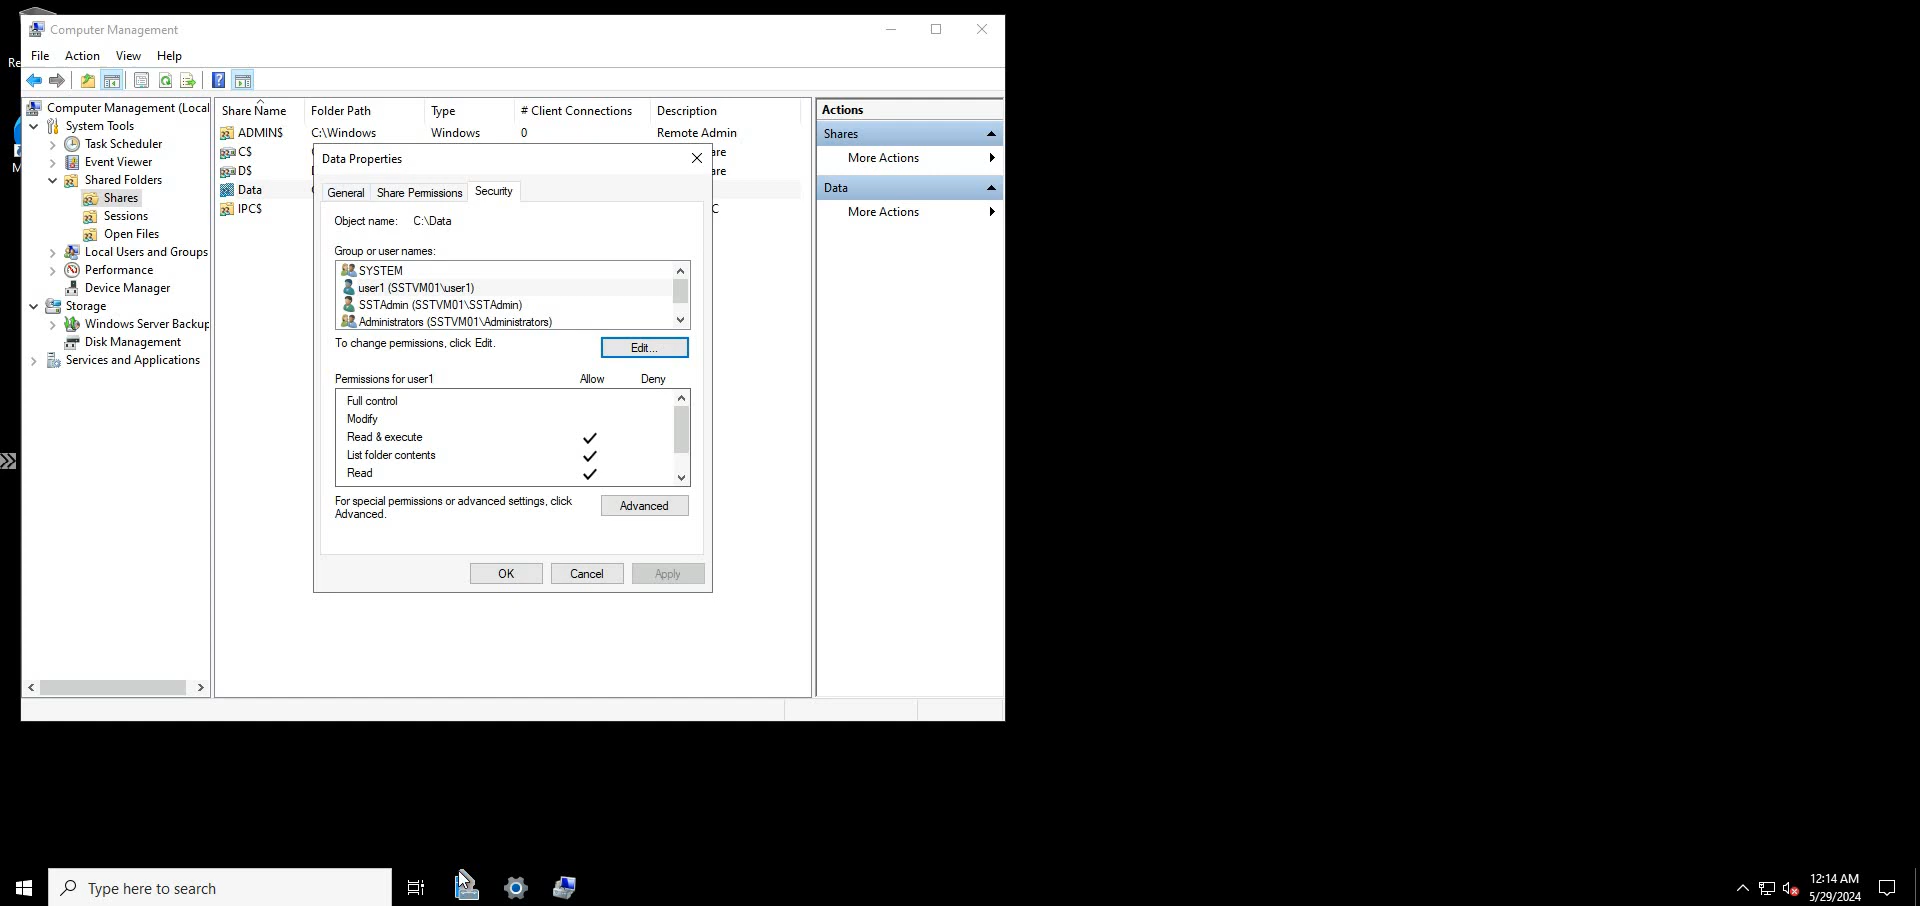 Computer Management
File Action View Help
Re
Computer Management (Local
System Tools
Task Scheduler
Event Viewer
Shared Folders
Shares
Sessions
Open Files
Local Users and Groups
Performance
Device Manager
Storage
Windows Server Backup
Disk Management
Services and Applications
Share Name Folder Path Type # Client Connections Description
ADMIN$ C:\Windows Windows 0 Remote Admin
C$ are
D$ are
Data
IPC$ C
Data Properties
General Share Permissions Security
Object name: C:\Data
Group or user names:
SYSTEM
user1 (SSTVM01\user1)
SSTAdmin (SSTVM01\SSTAdmin)
Administrators (SSTVM01\Administrators)
To change permissions, click Edit.
Edit...
Permissions for user1 Allow Deny
Full control
Modify
Read & execute
List folder contents
Read
For special permissions or advanced settings, click
Advanced.
Advanced
OK Cancel Apply
Actions
Shares
More Actions
Data
More Actions
M
Type here to search
12:14 AM
5/29/2024